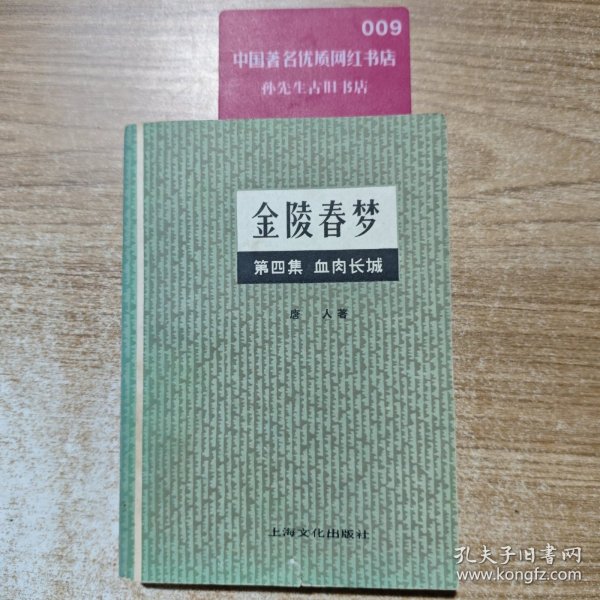 009
中国著名优质网红书店
孙先生古旧书店
金陵春梦
第四集 血肉长城
唐 人著
上海文化出版社
孔夫子旧书网
www.kongfz.com